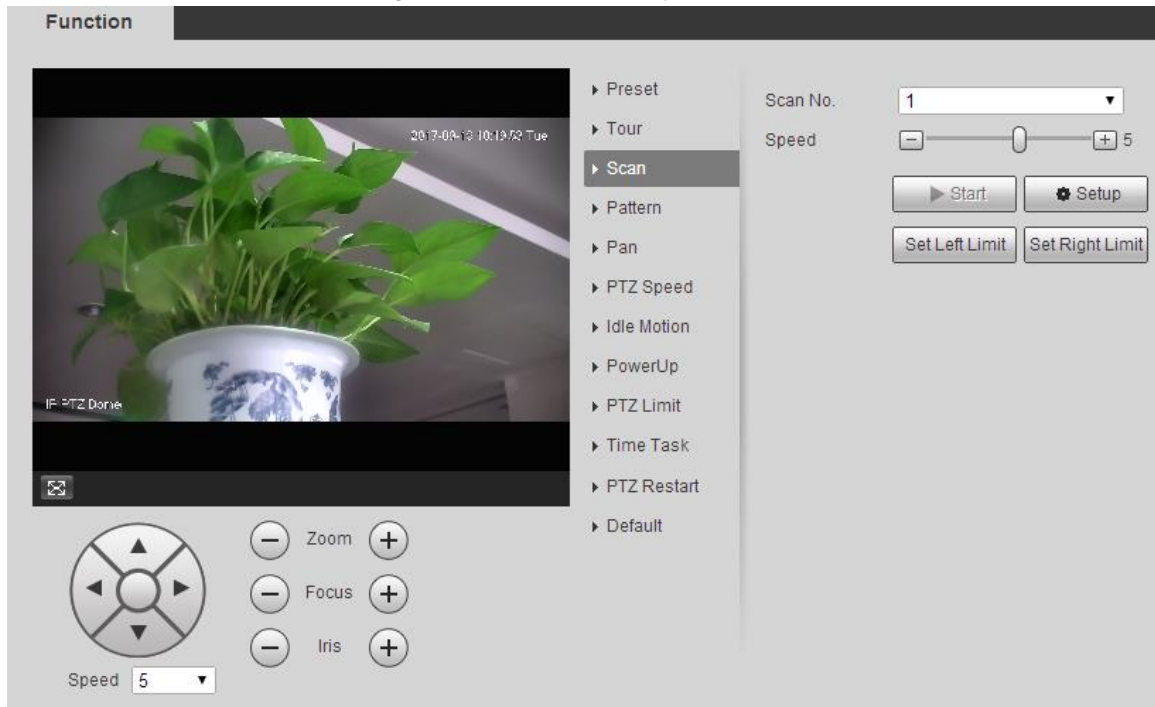 Function
2017-09-13 10:19:52 Tue
IP PTZ Dome
Preset
Tour
Scan
Pattern
Pan
PTZ Speed
Idle Motion
PowerUp
PTZ Limit
Time Task
PTZ Restart
Default
Scan No.
1
Speed
5
Start
Setup
Set Left Limit
Set Right Limit
Zoom
Focus
Iris
Speed 5